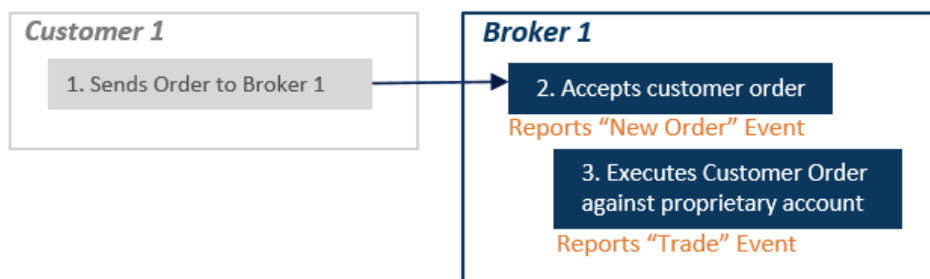 Customer 1
1. Sends Order to Broker 1
Broker 1
2. Accepts customer order
Reports “New Order” Event
3. Executes Customer Order
against proprietary account
Reports “Trade” Event